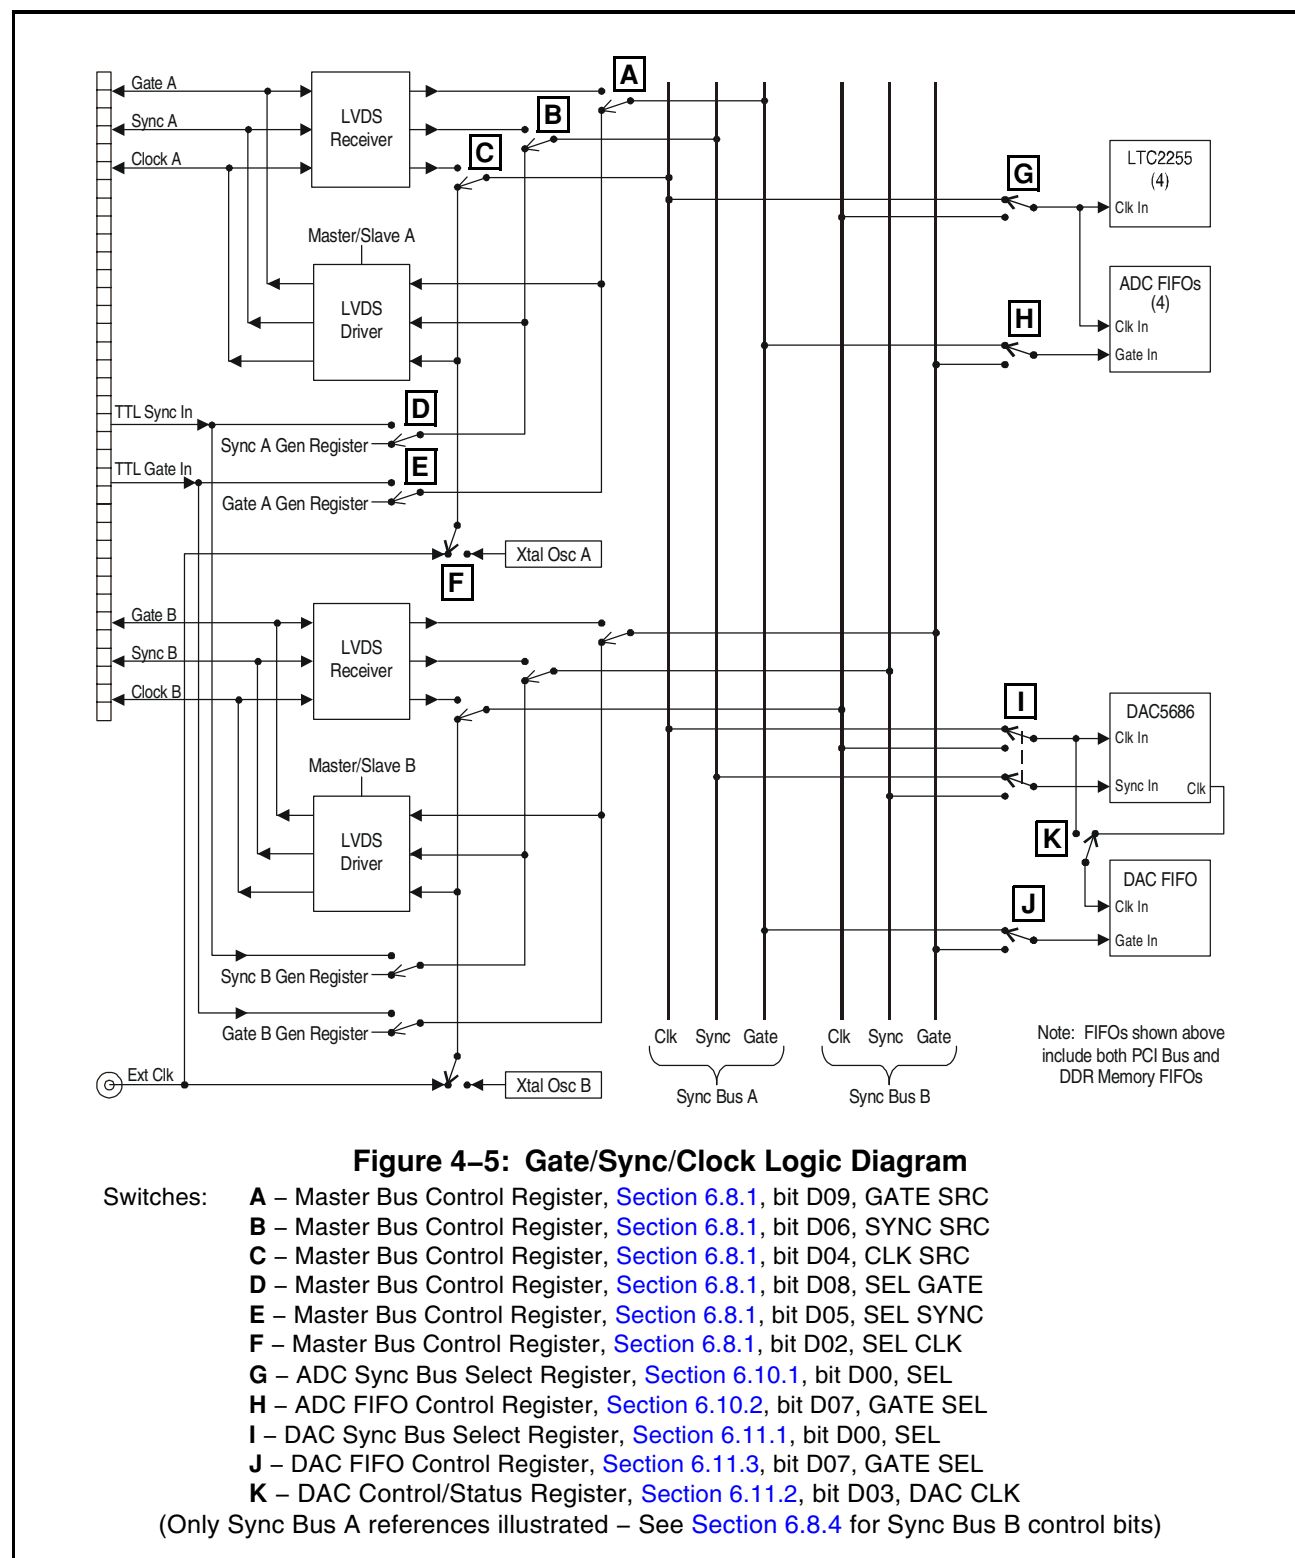 Gate A
Sync A
Clock A
LVDS
Receiver
A
B
C
Master/Slave A
LVDS
Driver
G
LTC2255
(4)
Clk In
ADC FIFOs
(4)
Clk In
Gate In
H
TTL Sync In
D
Sync A Gen Register
TTL Gate In
E
Gate A Gen Register
Xtal Osc A
F
Gate B
Sync B
Clock B
LVDS
Receiver
Master/Slave B
LVDS
Driver
I
DAC5686
Clk In
Sync In
Clk
K
DAC FIFO
Clk In
Gate In
J
Sync B Gen Register
Gate B Gen Register
Ext Clk
Xtal Osc B
Clk Sync Gate
Sync Bus A
Clk Sync Gate
Sync Bus B
Note: FIFOs shown above
include both PCI Bus and
DDR Memory FIFOs
Figure 4–5: Gate/Sync/Clock Logic Diagram
Switches: A – Master Bus Control Register, Section 6.8.1, bit D09, GATE SRC
B – Master Bus Control Register, Section 6.8.1, bit D06, SYNC SRC
C – Master Bus Control Register, Section 6.8.1, bit D04, CLK SRC
D – Master Bus Control Register, Section 6.8.1, bit D08, SEL GATE
E – Master Bus Control Register, Section 6.8.1, bit D05, SEL SYNC
F – Master Bus Control Register, Section 6.8.1, bit D02, SEL CLK
G – ADC Sync Bus Select Register, Section 6.10.1, bit D00, SEL
H – ADC FIFO Control Register, Section 6.10.2, bit D07, GATE SEL
I – DAC Sync Bus Select Register, Section 6.11.1, bit D00, SEL
J – DAC FIFO Control Register, Section 6.11.3, bit D07, GATE SEL
K – DAC Control/Status Register, Section 6.11.2, bit D03, DAC CLK
(Only Sync Bus A references illustrated – See Section 6.8.4 for Sync Bus B control bits)